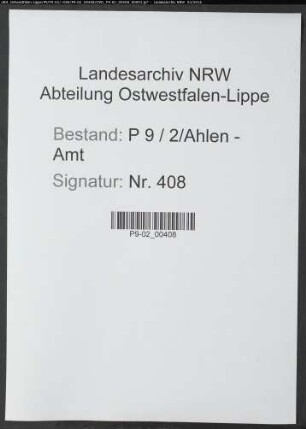 Landesarchiv NRW
Abteilung Ostwestfalen-Lippe
Bestand: P 9 / 2/Ahlen -
Amt
Signatur: Nr. 408
P9-02_00408